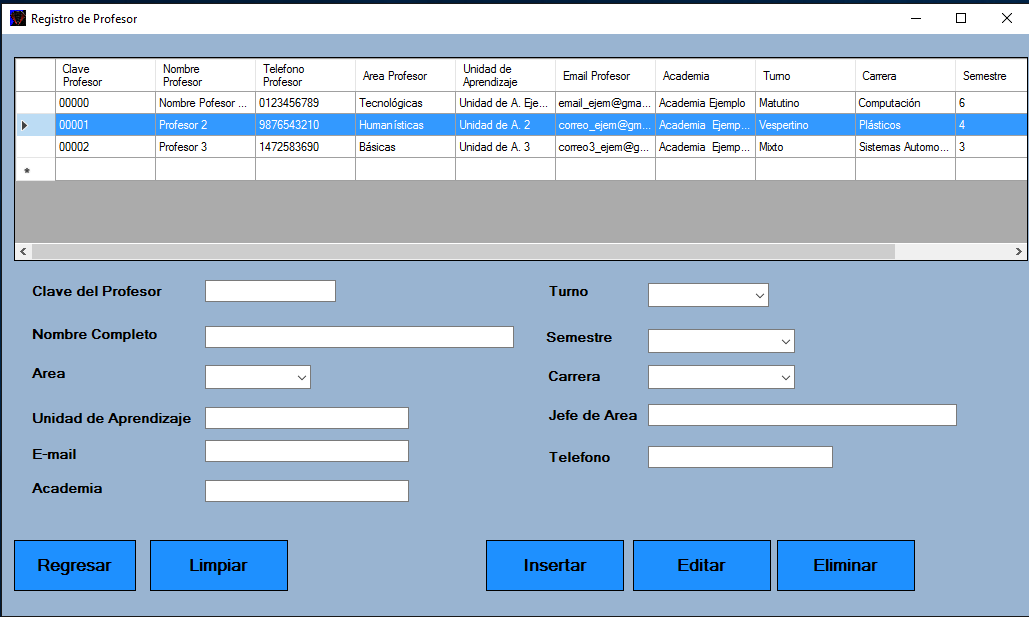 Registro de Profesor
Clave Profesor Nombre Profesor Telefono Profesor Area Profesor Unidad de Aprendizaje Email Profesor Academia Turno Carrera Semestre
00000 Nombre Pofesor ... 0123456789 Tecnológicas Unidad de A. Eje... email_ejem@gma... Academia Ejemplo Matutino Computación 6
00001 Profesor 2 9876543210 Humanísticas Unidad de A. 2 correo_ejem@gm... Academia Ejemp... Vespertino Plásticos 4
00002 Profesor 3 1472583690 Básicas Unidad de A. 3 correo3_ejem@g... Academia Ejemp... Mixto Sistemas Automo... 3
Clave del Profesor
Turno
Nombre Completo
Semestre
Area
Carrera
Unidad de Aprendizaje
Jefe de Area
E-mail
Telefono
Academia
Regresar Limpiar Insertar Editar Eliminar